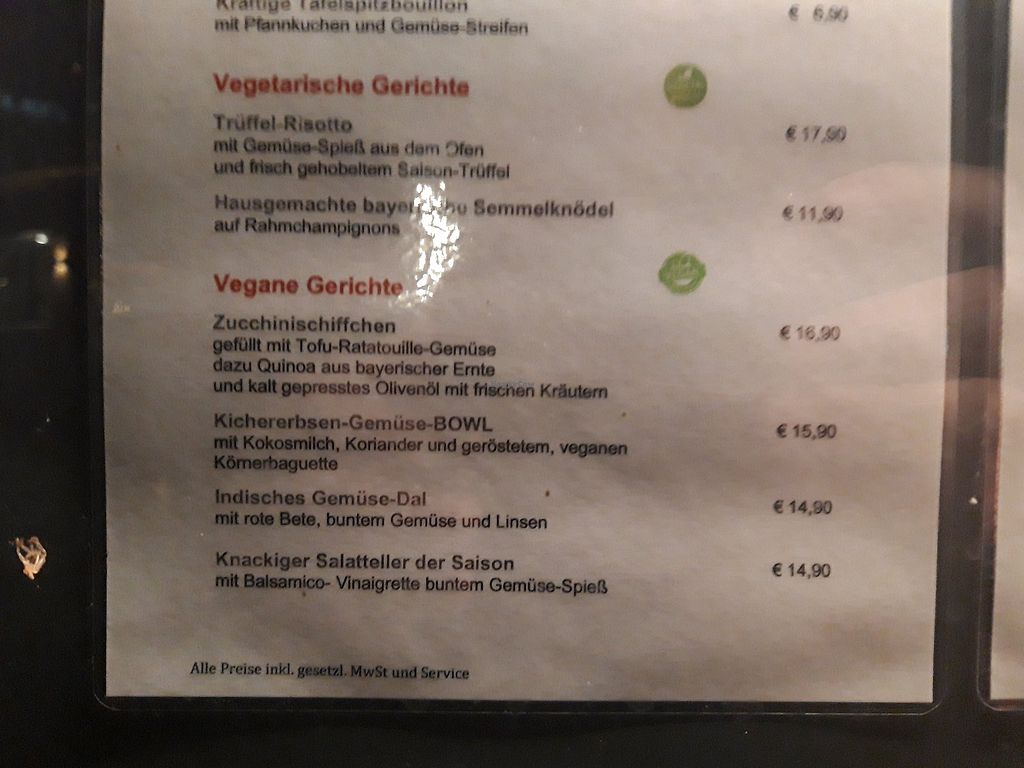 Kräftige Tafelspitzbouillon
€ 6,90
mit Pfannkuchen und Gemüse-Streifen
Vegetarische Gerichte
Trüffel-Risotto
€ 17,90
mit Gemüse-Spieß aus dem Ofen
und frisch gehobeltem Saison-Trüffel
Hausgemachte bayerische Semmelknödel
€ 11,90
auf Rahmchampignons
Vegane Gerichte
Zucchinischiffchen
€ 16,90
gefüllt mit Tofu-Ratatouille-Gemüse
dazu Quinoa aus bayerischer Ernte
und kalt gepresstes Olivenöl mit frischen Kräutern
Kichererbsen-Gemüse-BOWL
€ 15,90
mit Kokosmilch, Koriander und geröstetem, veganen
Körnerbaguette
Indisches Gemüse-Dal
€ 14,90
mit rote Bete, buntem Gemüse und Linsen
Knackiger Salatteller der Saison
€ 14,90
mit Balsamico- Vinaigrette buntem Gemüse-Spieß
Alle Preise inkl. gesetzl. MwSt und Service